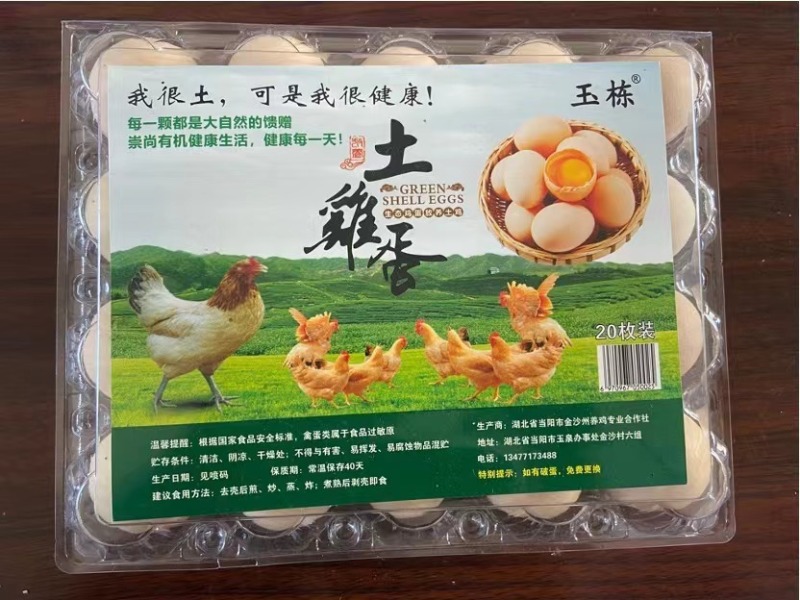 我很土，可是我很健康！
玉栋®
每一颗都是大自然的馈赠
崇尚有机健康生活，健康每一天！
土
雞
蛋
GREEN
SHELL EGGS
20枚装
温馨提醒：根据国家食品安全标准，禽蛋类属于食品过敏原
贮存条件：清洁、阴凉、干燥处；不得与有害、易挥发、易腐蚀物品混贮
生产日期：见喷码 保质期：常温保存40天
建议食用方法：去壳后煎、炒、蒸、炸；煮熟后剥壳即食
生产商：湖北省当阳市金沙州养鸡专业合作社
地址：湖北省当阳市玉泉办事处金沙村六组
电话：13477173488
特别提示：如有破蛋，免费更换